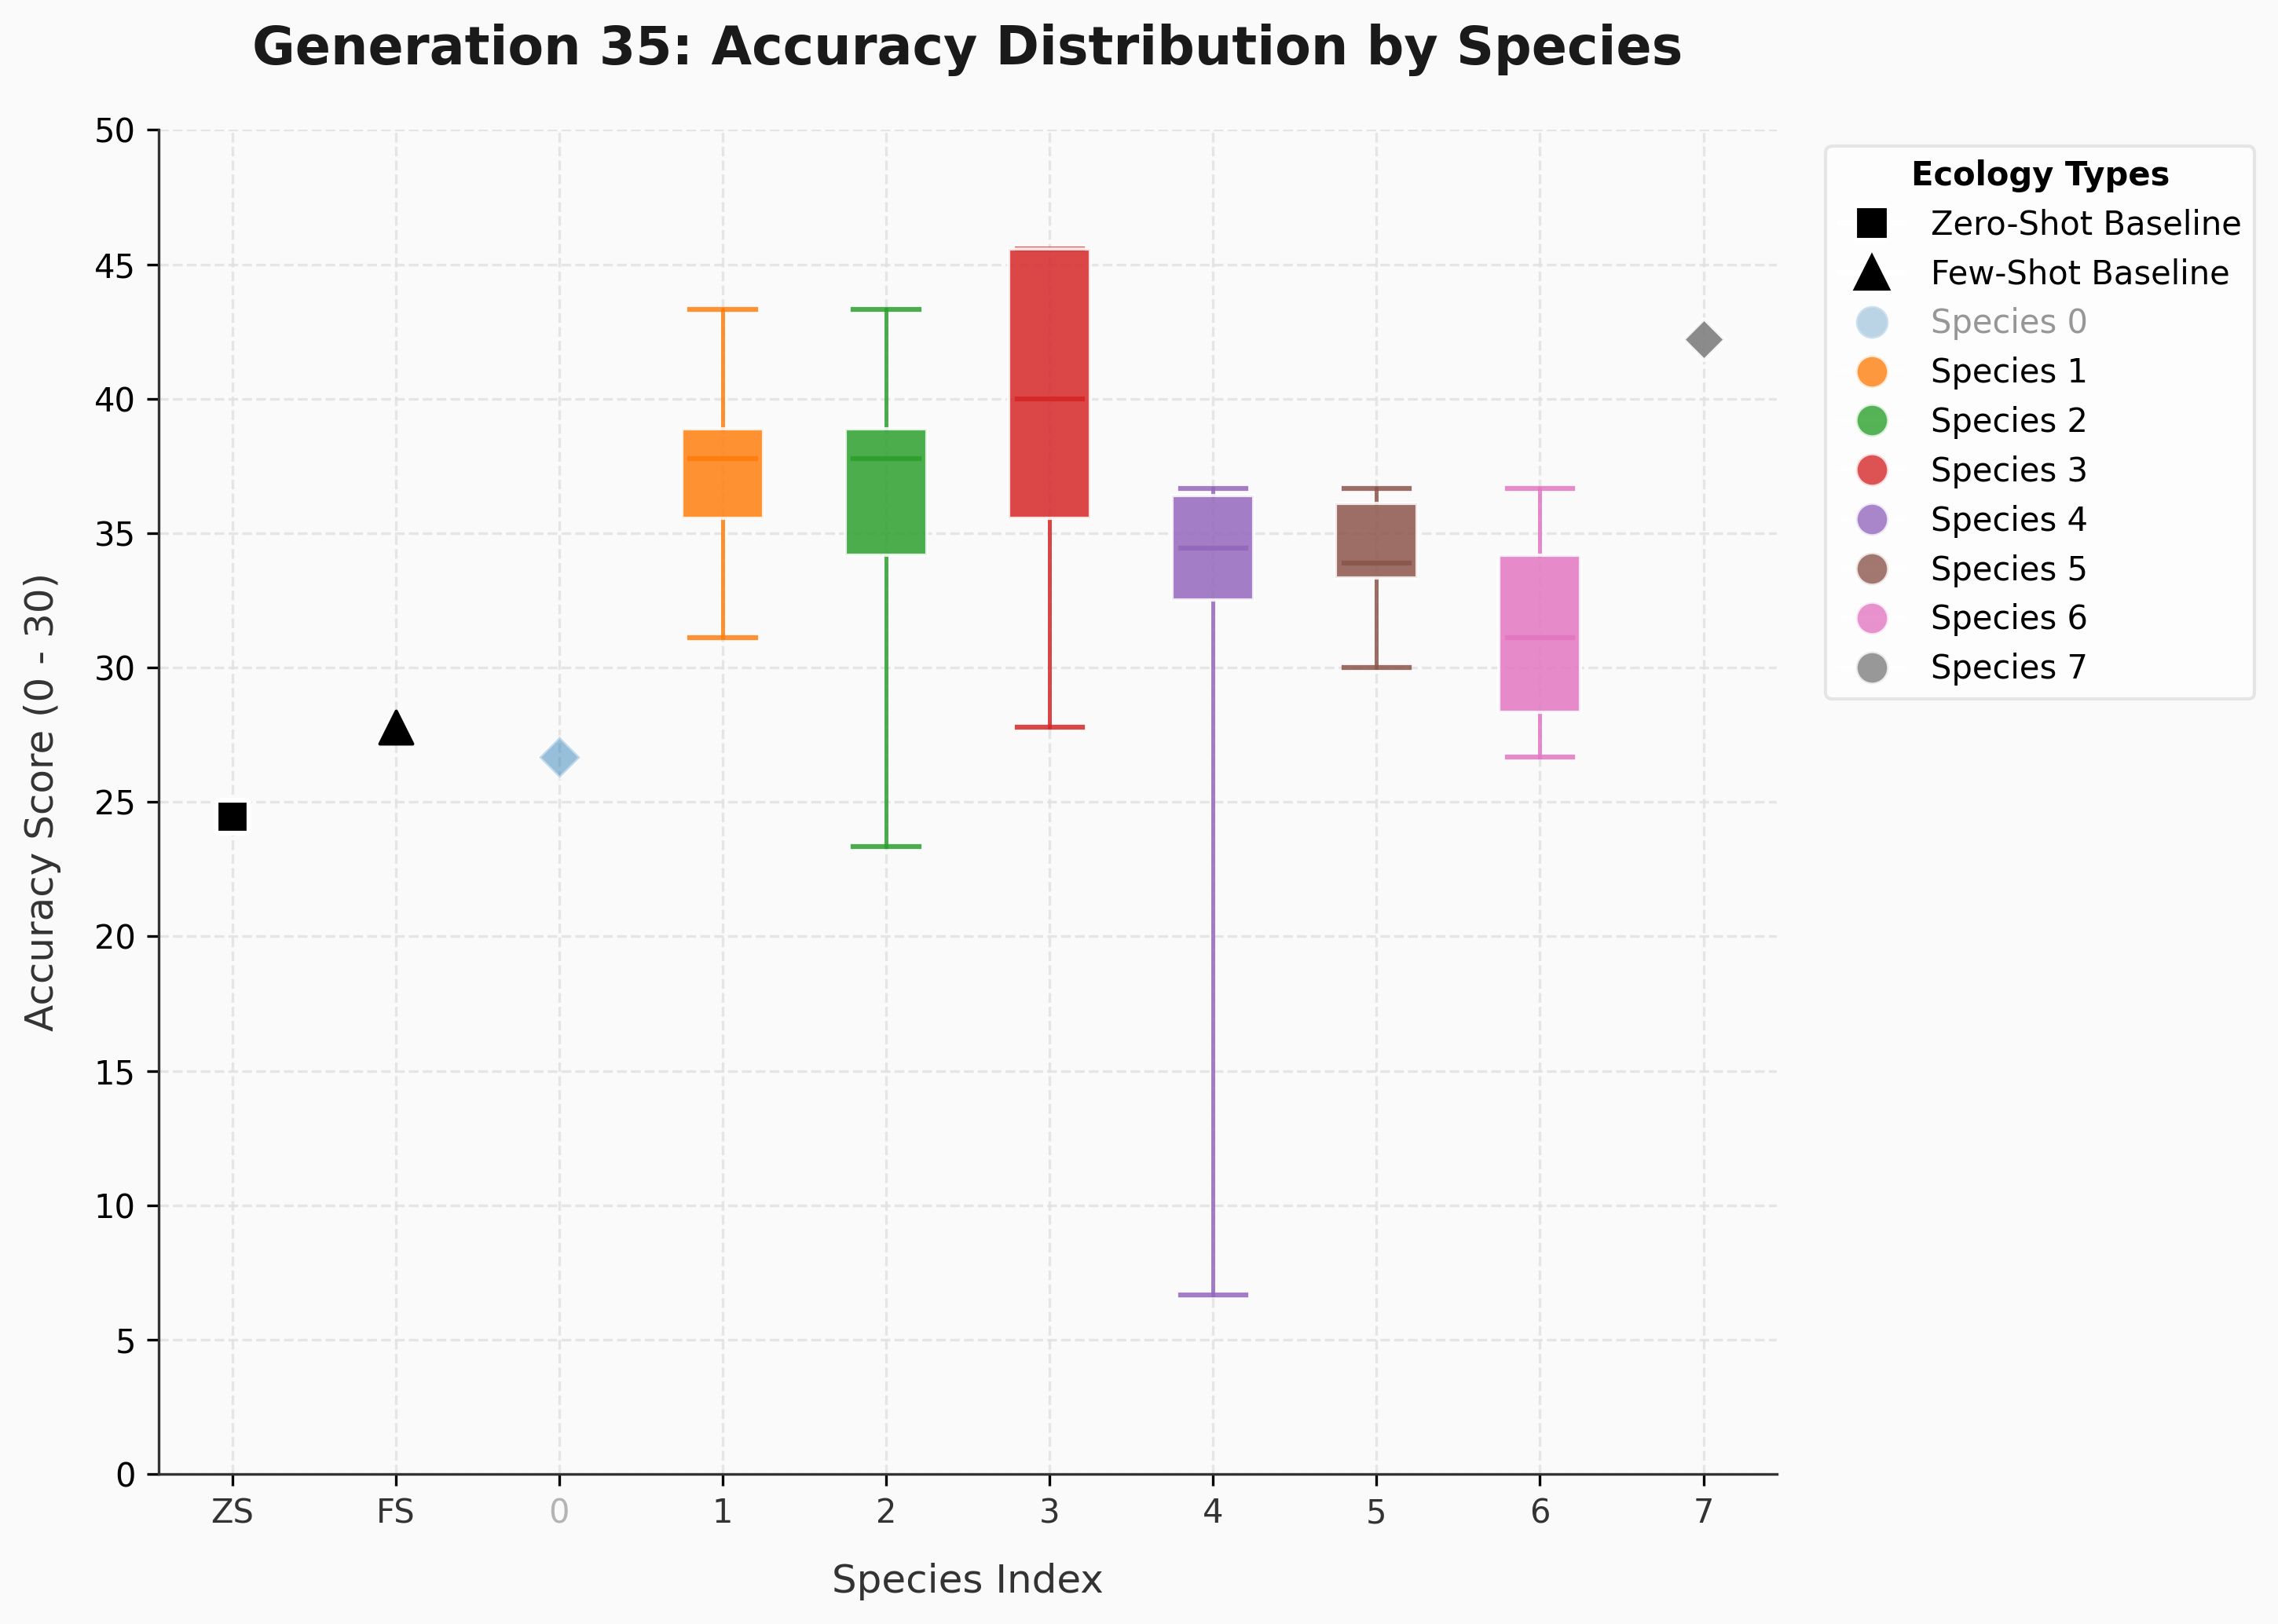 Generation 35: Accuracy Distribution by Species
50
45
40
35
30
25
20
15
10
5
0
Accuracy Score (0 - 30)
ZS FS 0 1 2 3 4 5 6 7
Species Index
Ecology Types
Zero-Shot Baseline
Few-Shot Baseline
Species 0
Species 1
Species 2
Species 3
Species 4
Species 5
Species 6
Species 7